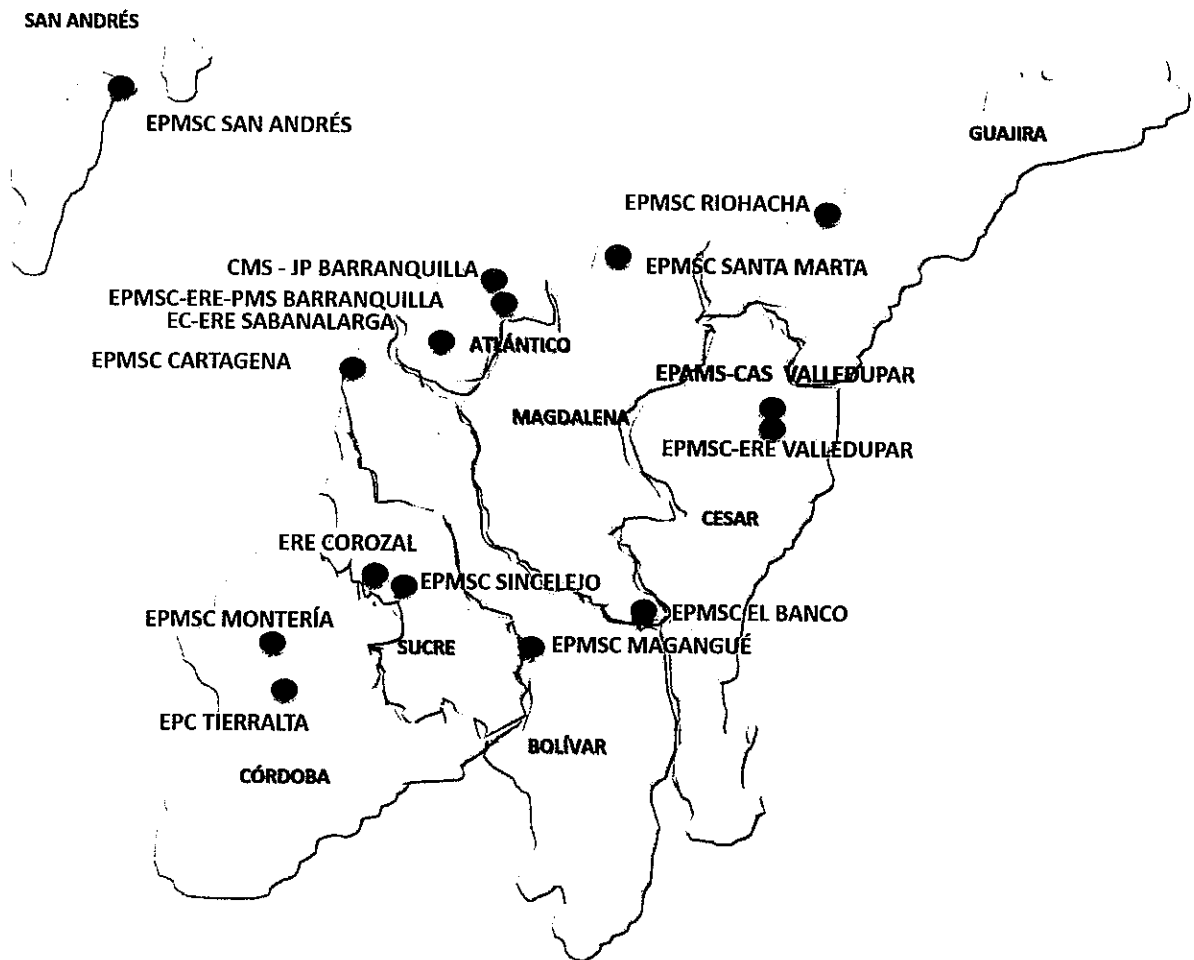 SAN ANDRÉS
EPMSC SAN ANDRÉS
GUAJIRA
EPMSC RIOHACHA
EPMSC SANTA MARTA
CMS - JP BARRANQUILLA
EPMSC-ERE-PMS BARRANQUILLA
EC-ERE SABANALARGA
ATLÁNTICO
EPMSC CARTAGENA
EPAMS-CAS VALLEDUPAR
MAGDALENA
EPMSC-ERE VALLEDUPAR
CESAR
ERE COROZAL
EPMSC SINCELEJO
EPMSC MONTERÍA
EPMSC EL BANCO
SUCRE
EPMSC MAGANGUÉ
EPC TIERRALTA
BOLÍVAR
CÓRDOBA